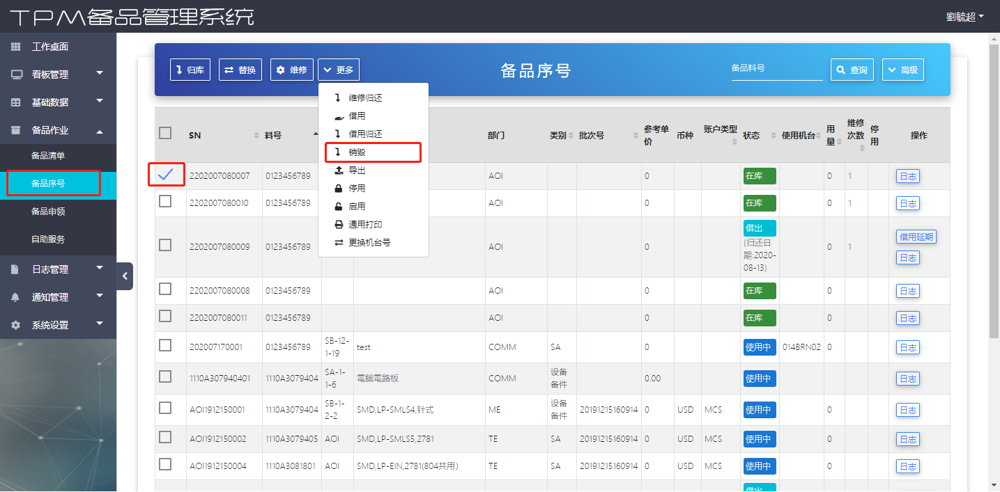 TPM备品管理系统
劉毓超
工作桌面
看板管理
基础数据
备品作业
备品清单
备品序号
备品申领
自助服务
日志管理
通知管理
系统设置
归库 替换 维修 更多
备品序号
备品料号 查询 高级
维修归还
借用
借用归还
销毁
导出
停用
启用
通用打印
更换机台号
SN 料号 部门 类别 批次号 参考单价 币种 账户类型 状态 使用机台 用量 维修次数 停用 操作
2202007080007 0123456789 AOI 0 在库 0 1 日志
2202007080010 0123456789 AOI 0 在库 0 1 日志
2202007080009 0123456789 AOI 0 借出 (归还日期:2020-08-13) 0 1 借用延期 日志
2202007080008 0123456789 AOI 0 在库 0 日志
2202007080011 0123456789 AOI 0 在库 0 日志
202007170001 0123456789 SB-12-1-19 test COMM SA 0 使用中 014BRN02 0 日志
1110A307940401 1110A3079404 SA-1-1-6 電腦電路板 COMM 设备备件 0.00 使用中 日志
AOI1912150001 1110A3079404 SB-1-2-2 SMD,LP-SMLS4,针式 ME 设备备件 20191215160914 0 USD MCS 使用中 0 日志
AOI1912150002 1110A3079405 AOI SMD,LP-SMLS5,2781 TE SA 20191215160914 0 USD MCS 使用中 0 日志
AOI1912150004 1110A3081801 AOI SMD,LP-EIN,2781(804共用) TE SA 20191215160914 0 USD MCS 使用中 0 日志
借出